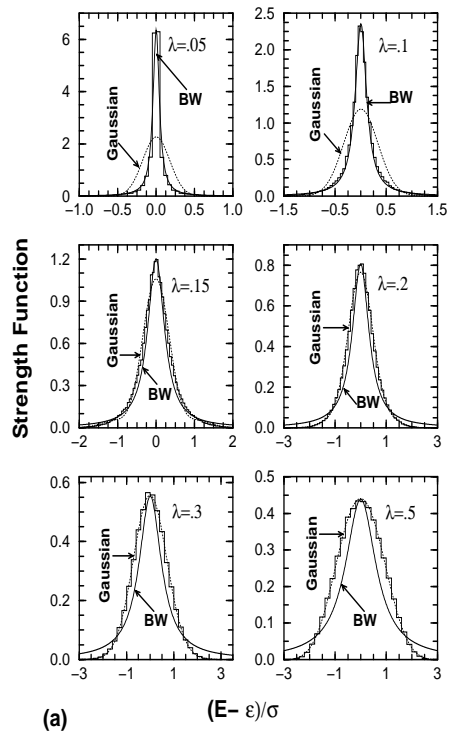 λ=.05
6
4
2
0
BW
Gaussian
−1.0 −0.5 0.0 0.5 1.0
λ=.1
2.5
2.0
1.5
1.0
0.5
0.0
BW
Gaussian
−1.5 −0.5 0.5 1.5
Strength Function
λ=.15
1.2
0.9
0.6
0.3
0.0
Gaussian
BW
−2 −1 0 1 2
λ=.2
0.8
0.6
0.4
0.2
0.0
Gaussian
BW
−3 −1 1 3
λ=.3
0.6
0.4
0.2
0.0
Gaussian
BW
−3 −1 1 3
λ=.5
0.5
0.4
0.3
0.2
0.1
0.0
Gaussian
BW
−3 −1 1 3
(a)
(E− ε)/σ